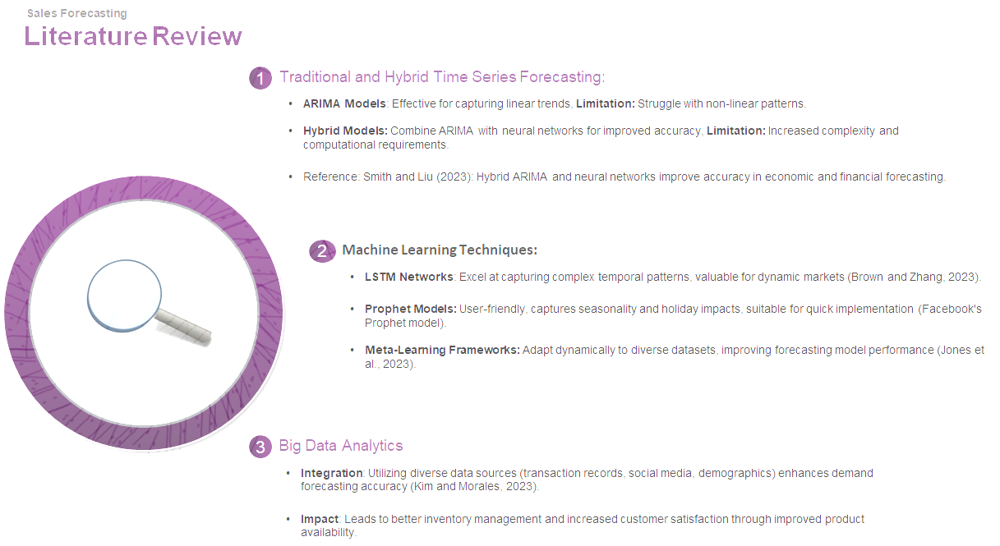 Sales Forecasting
Literature Review
1 Traditional and Hybrid Time Series Forecasting:
• ARIMA Models: Effective for capturing linear trends, Limitation: Struggle with non-linear patterns.
• Hybrid Models: Combine ARIMA with neural networks for improved accuracy, Limitation: Increased complexity and
computational requirements.
• Reference: Smith and Liu (2023): Hybrid ARIMA and neural networks improve accuracy in economic and financial forecasting.
2 Machine Learning Techniques:
• LSTM Networks: Excel at capturing complex temporal patterns, valuable for dynamic markets (Brown and Zhang, 2023).
• Prophet Models: User-friendly, captures seasonality and holiday impacts, suitable for quick implementation (Facebook's
Prophet model).
• Meta-Learning Frameworks: Adapt dynamically to diverse datasets, improving forecasting model performance (Jones et
al., 2023).
3 Big Data Analytics
• Integration: Utilizing diverse data sources (transaction records, social media, demographics) enhances demand
forecasting accuracy (Kim and Morales, 2023).
• Impact: Leads to better inventory management and increased customer satisfaction through improved product
availability.